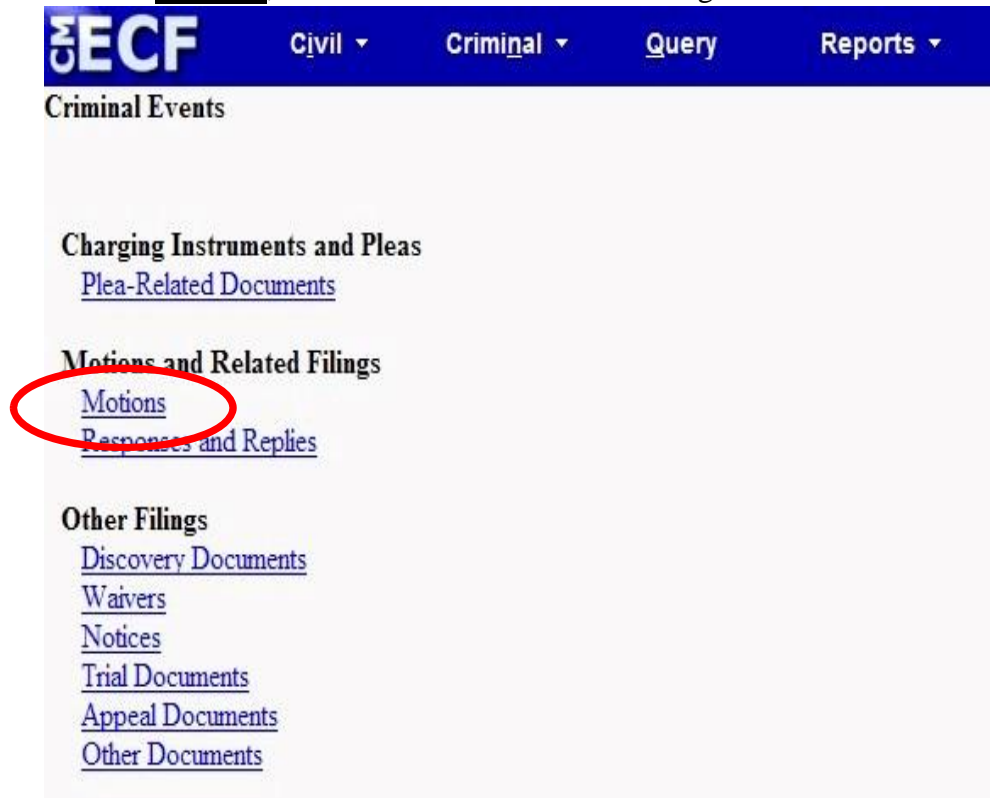 CM ECF Civil Criminal Query Reports
Criminal Events
Charging Instruments and Pleas
Plea-Related Documents
Motions and Related Filings
Motions
Responses and Replies
Other Filings
Discovery Documents
Waivers
Notices
Trial Documents
Appeal Documents
Other Documents